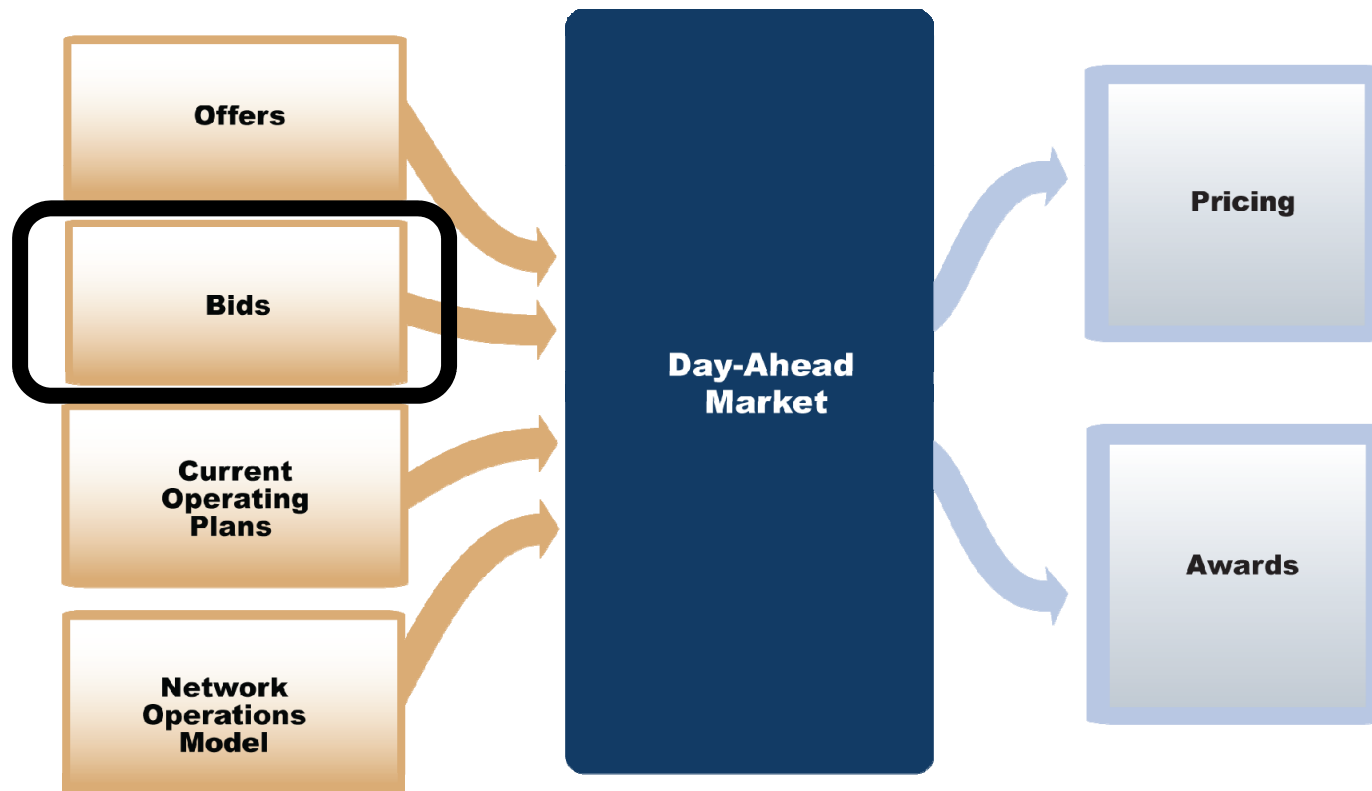 Offers
Bids
Current
Operating
Plans
Network
Operations
Model
Day-Ahead
Market
Pricing
Awards